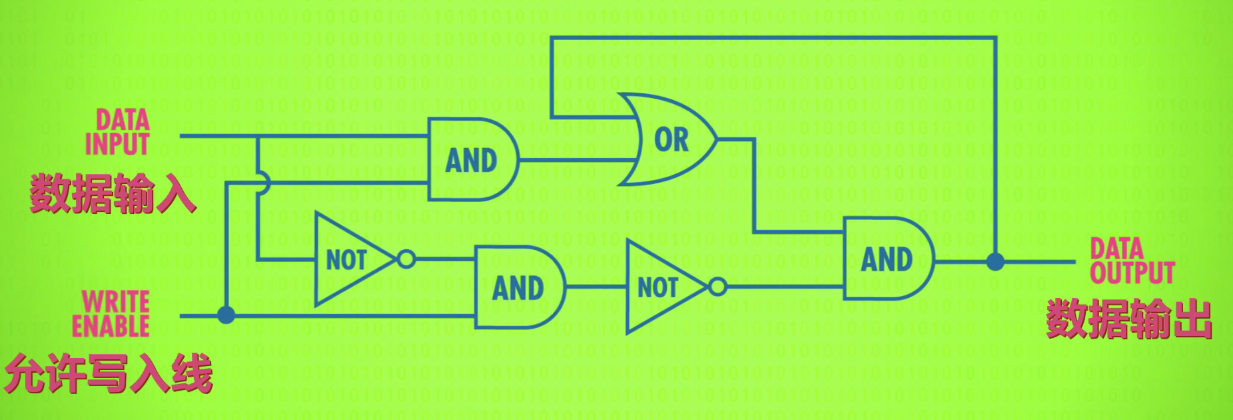 DATA
INPUT
数据输入
WRITE
ENABLE
允许写入线
AND
NOT
AND
OR
NOT
AND
DATA
OUTPUT
数据输出